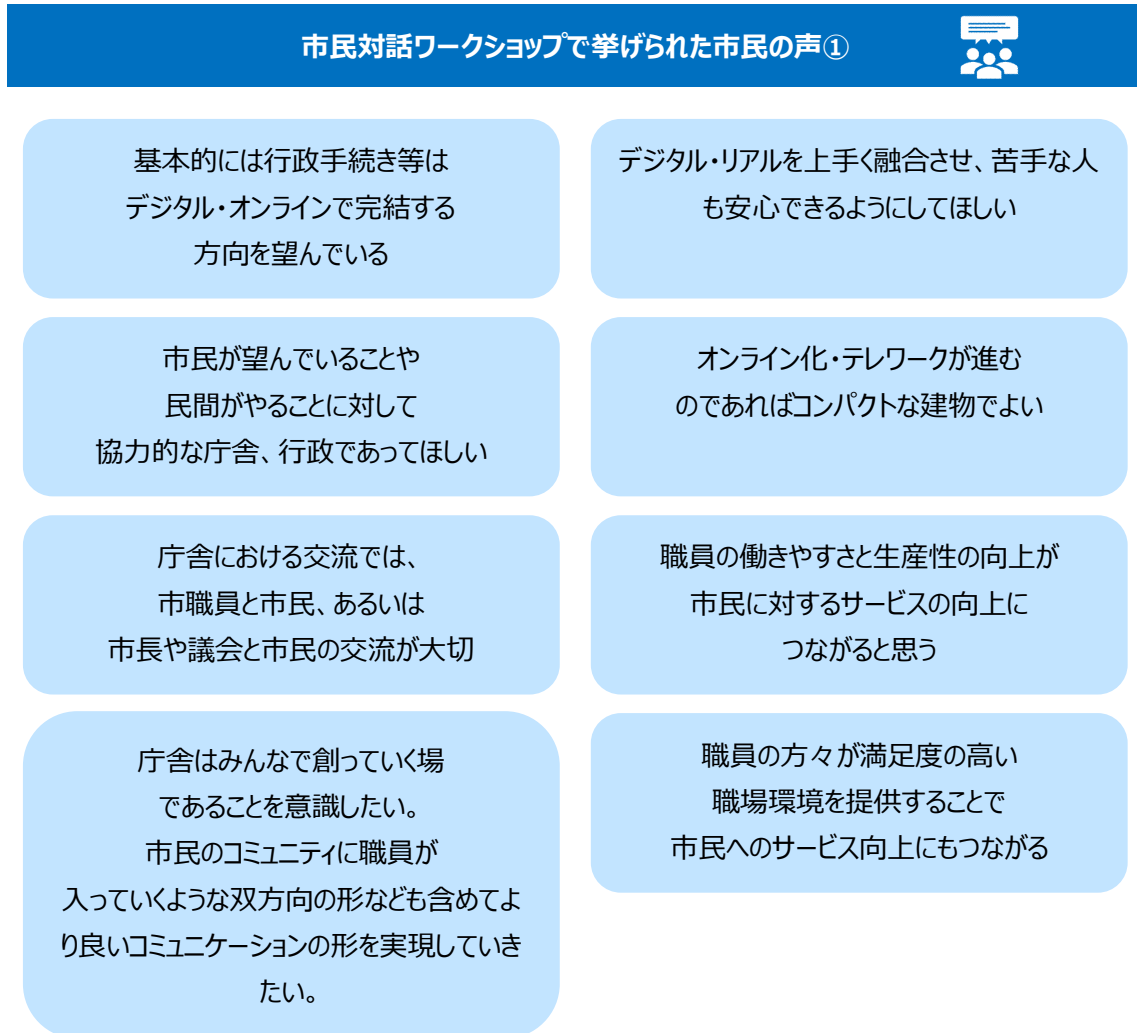 市民対話ワークショップで挙げられた市民の声①
基本的には行政手続き等は
デジタル・オンラインで完結する
方向を望んでいる
デジタル・リアルを上手く融合させ、苦手な人
も安心できるようにしてほしい
市民が望んでいることや
民間がやることに対して
協力的な庁舎、行政であってほしい
オンライン化・テレワークが進む
のであればコンパクトな建物でよい
庁舎における交流では、
市職員と市民、あるいは
市長や議会と市民の交流が大切
職員の働きやすさと生産性の向上が
市民に対するサービスの向上に
つながると思う
庁舎はみんなで創っていく場
であることを意識したい。
市民のコミュニティに職員が
入っていくような双方向の形なども含めてよ
り良いコミュニケーションの形を実現していき
たい。
職員の方々が満足度の高い
職場環境を提供することで
市民へのサービス向上にもつながる